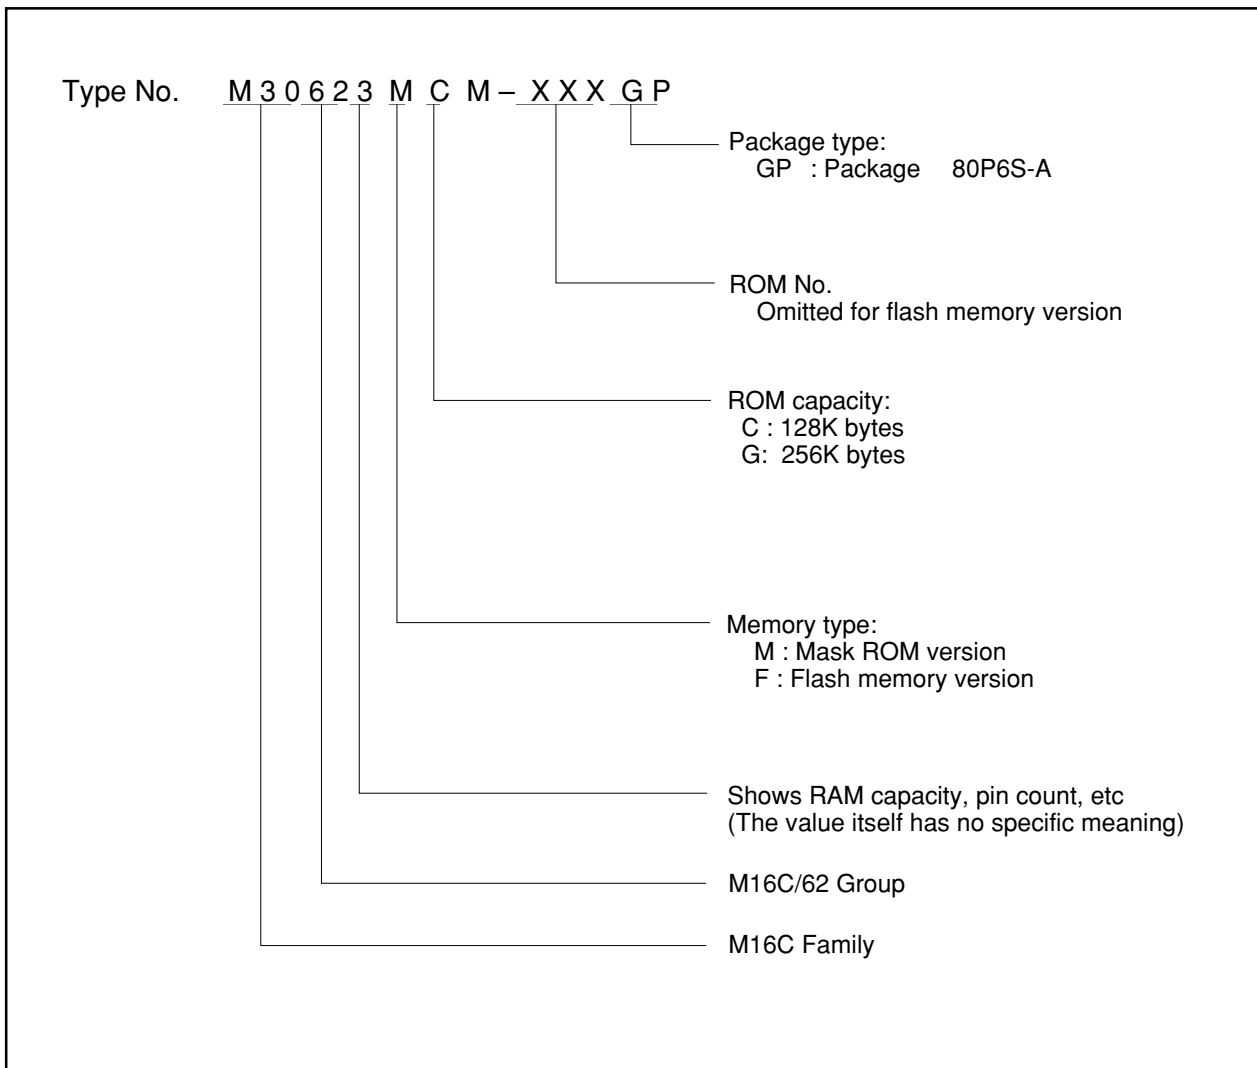 Type No. M 3 0 6 2 3 M C M – X X X G P
Package type:
GP : Package 80P6S-A
ROM No.
Omitted for flash memory version
ROM capacity:
C : 128K bytes
G: 256K bytes
Memory type:
M : Mask ROM version
F : Flash memory version
Shows RAM capacity, pin count, etc
(The value itself has no specific meaning)
M16C/62 Group
M16C Family